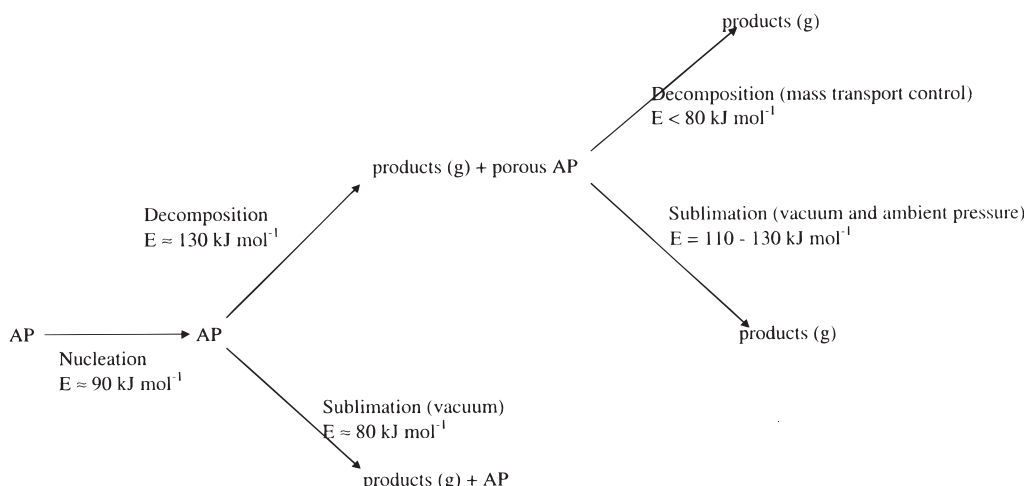 products (g)
Decomposition (mass transport control)
E < 80 kJ mol⁻¹
products (g) + porous AP
Decomposition
E ≈ 130 kJ mol⁻¹
Sublimation (vacuum and ambient pressure)
E = 110 - 130 kJ mol⁻¹
AP
AP
products (g)
Nucleation
E ≈ 90 kJ mol⁻¹
Sublimation (vacuum)
E ≈ 80 kJ mol⁻¹
products (g) + AP